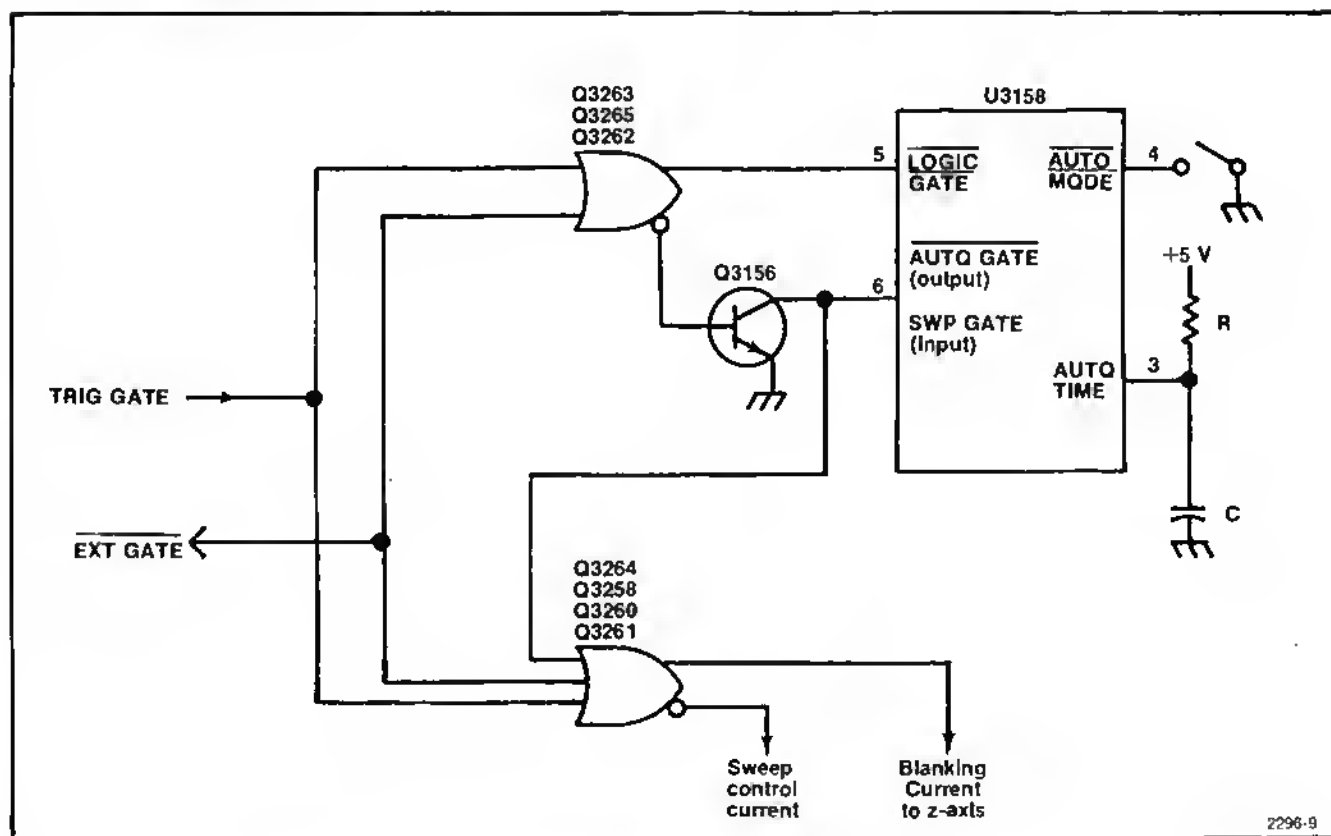 Q3263
Q3265
Q3262
U3158
5
LOGIC
GATE
AUTO
MODE
4
Q3156
AUTO GATE
(output)
6
SWP GATE
(Input)
+5 V
R
AUTO
TIME
3
TRIG GATE
C
EXT GATE
Q3264
Q3258
Q3260
Q3261
Sweep
control
current
Blanking
Current
to z-axis
2296-9